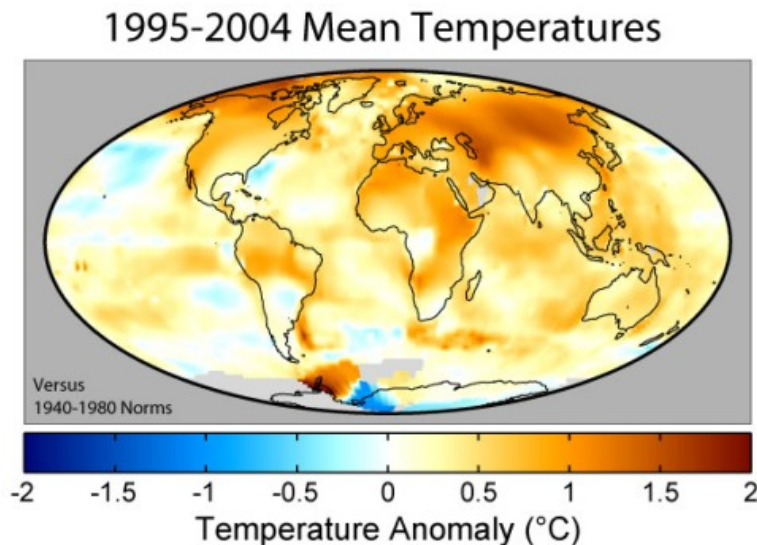 1995-2004 Mean Temperatures
Versus
1940-1980 Norms
-2 -1.5 -1 -0.5 0 0.5 1 1.5 2
Temperature Anomaly (°C)